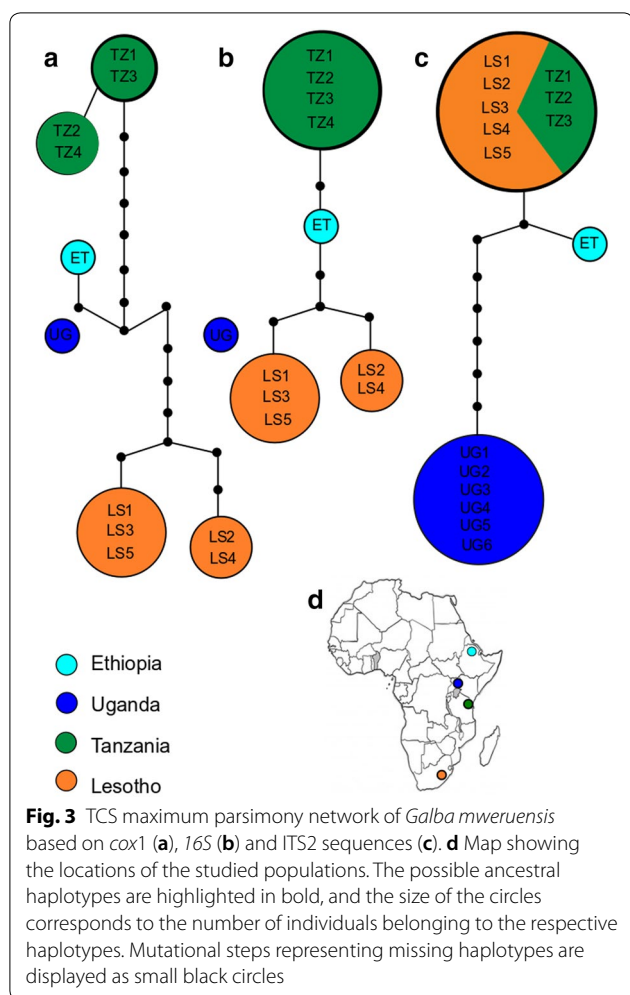 a
TZ1
TZ3
TZ2
TZ4
ET
UG
LS1
LS3
LS5
LS2
LS4
b
TZ1
TZ2
TZ3
TZ4
ET
UG
LS1
LS3
LS5
LS2
LS4
c
LS1
LS2
LS3
LS4
LS5
TZ1
TZ2
TZ3
ET
UG1
UG2
UG3
UG4
UG5
UG6
d
Ethiopia
Uganda
Tanzania
Lesotho
Fig. 3 TCS maximum parsimony network of Galba mweruensis
based on cox1 (a), 16S (b) and ITS2 sequences (c). d Map showing
the locations of the studied populations. The possible ancestral
haplotypes are highlighted in bold, and the size of the circles
corresponds to the number of individuals belonging to the respective
haplotypes. Mutational steps representing missing haplotypes are
displayed as small black circles